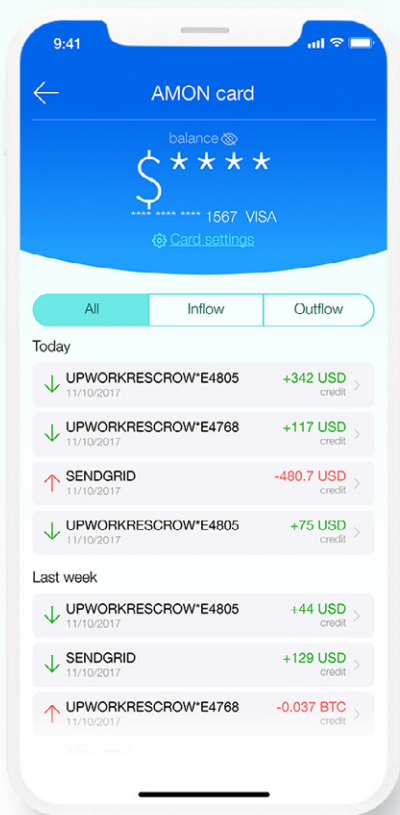 9:41
AMON card
balance
$****
**** **** **** 1567 VISA
Card settings
All Inflow Outflow
Today
UPWORKRESCROW*E4805 +342 USD
11/10/2017 credit
UPWORKRESCROW*E4768 +117 USD
11/10/2017 credit
SENDGRID -480.7 USD
11/10/2017 credit
UPWORKRESCROW*E4805 +75 USD
11/10/2017 credit
Last week
UPWORKRESCROW*E4805 +44 USD
11/10/2017 credit
SENDGRID +129 USD
11/10/2017 credit
UPWORKRESCROW*E4768 -0.037 BTC
11/10/2017 credit